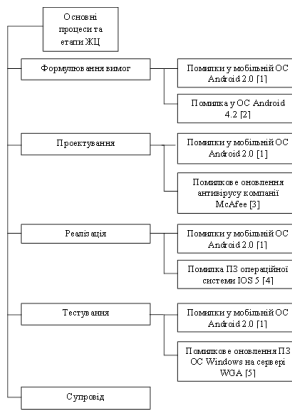 Основні
процеси та
етапи ЖЦ
Формулювання вимог
Помилки у мобільній ОС
Android 2.0 [1]
Помилка у ОС Android
4.2 [2]
Проектування
Помилки у мобільній ОС
Android 2.0 [1]
Помилкове оновлення
антивірусу компанії
McAfee [3]
Реалізація
Помилки у мобільній ОС
Android 2.0 [1]
Помилка ПЗ операційної
системи IOS 5 [4]
Тестування
Помилки у мобільній ОС
Android 2.0 [1]
Помилкове оновлення ПЗ
ОС Windows на сервері
WGA [5]
Супровід